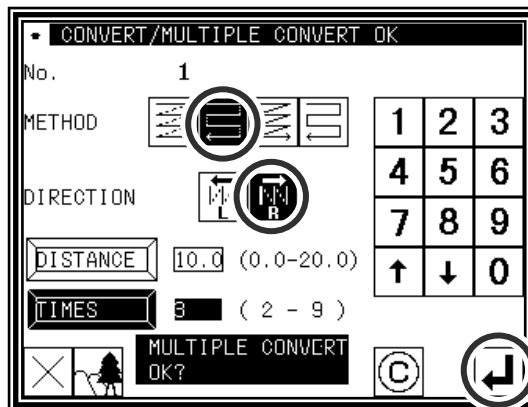 CONVERT/MULTIPLE CONVERT OK
No. 1
METHOD
1 2 3
4 5 6
DIRECTION L R
7 8 9
DISTANCE 10.0 (0.0-20.0)
↑ ↓ 0
TIMES 3 ( 2 - 9 )
MULTIPLE CONVERT
OK?
C